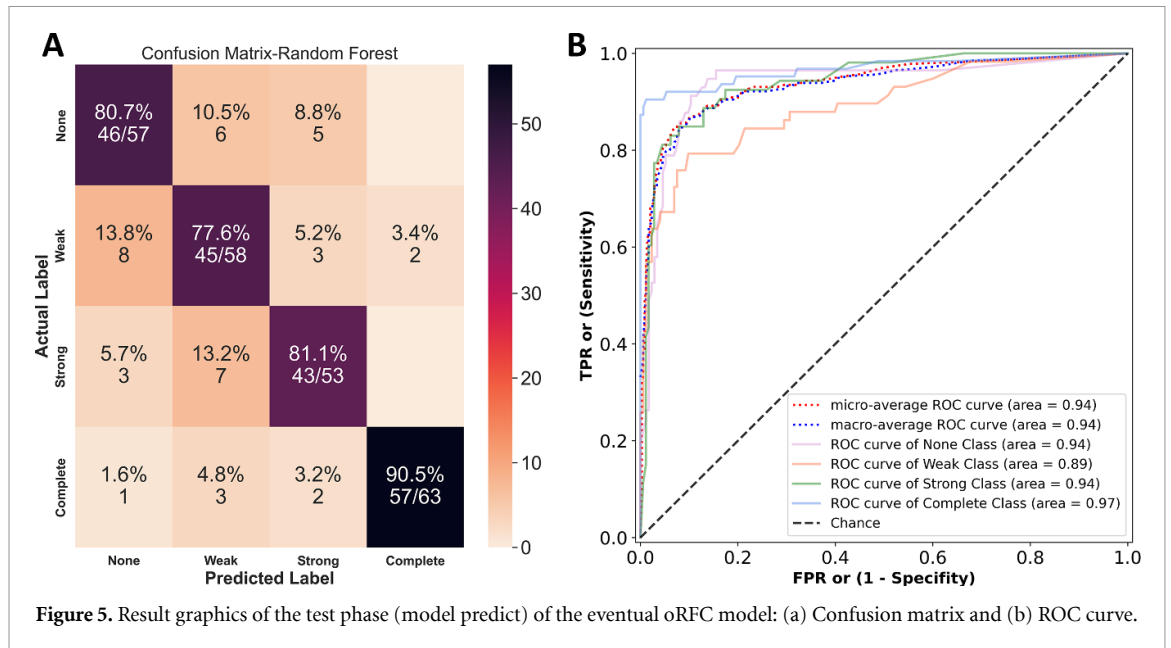 A
Confusion Matrix-Random Forest
Actual Label
None
80.7%
46/57
10.5%
6
8.8%
5
Weak
13.8%
8
77.6%
45/58
5.2%
3
3.4%
2
Strong
5.7%
3
13.2%
7
81.1%
43/53
Complete
1.6%
1
4.8%
3
3.2%
2
90.5%
57/63
None Weak Strong Complete
Predicted Label
50
40
30
20
10
0
B
TPR or (Sensitivity)
1.0
0.8
0.6
0.4
0.2
0.0
micro-average ROC curve (area = 0.94)
macro-average ROC curve (area = 0.94)
ROC curve of None Class (area = 0.94)
ROC curve of Weak Class (area = 0.89)
ROC curve of Strong Class (area = 0.94)
ROC curve of Complete Class (area = 0.97)
Chance
0.0 0.2 0.4 0.6 0.8 1.0
FPR or (1 - Specifity)
Figure 5. Result graphics of the test phase (model predict) of the eventual oRFC model: (a) Confusion matrix and (b) ROC curve.